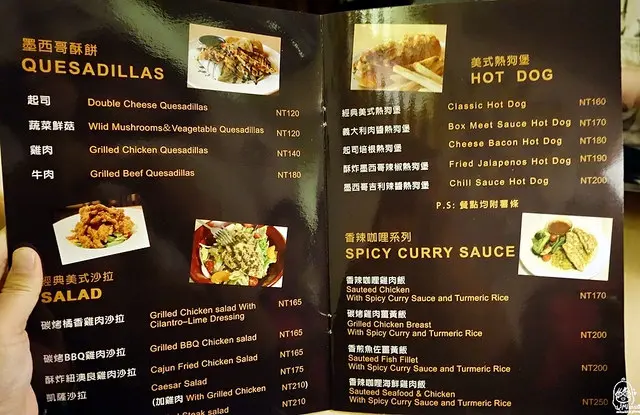 墨西哥酥餅
QUESADILLAS
起司 Double Cheese Quesadillas NT120
蔬菜鮮菇 Wlid Mushrooms&Veagetable Quesadillas NT120
雞肉 Grilled Chicken Quesadillas NT140
牛肉 Grilled Beef Quesadillas NT180
經典美式沙拉
SALAD
碳烤橘香雞肉沙拉 Grilled Chicken salad With NT165
Cilantro–Lime Dressing
碳烤BBQ雞肉沙拉 Grilled BBQ Chicken salad NT165
酥炸紐澳良雞肉沙拉 Cajun Fried Chicken Salad NT165
凱薩沙拉 Caesar Salad NT175
(加雞肉 With Grilled Chicken NT210)
Steak salad NT210
美式熱狗堡
HOT DOG
經典美式熱狗堡 Classic Hot Dog NT160
義大利肉醬熱狗堡 Box Meet Sauce Hot Dog NT170
起司培根熱狗堡 Cheese Bacon Hot Dog NT180
酥炸墨西哥辣椒熱狗堡 Fried Jalapenos Hot Dog NT190
墨西哥吉利辣醬熱狗堡 Chill Sauce Hot Dog NT200
P.S: 餐點均附薯條
香辣咖哩系列
SPICY CURRY SAUCE
香辣咖哩雞肉飯
Sauteed Chicken
With Spicy Curry Sauce and Turmeric Rice NT170
碳烤雞肉薑黃飯
Grilled Chicken Breast
With Spicy Curry and Turmeric Rice NT200
香煎魚佐薑黃飯
Sauteed Fish Fillet
With Spicy Curry Sauce and Turmeric Rice NT200
香辣咖哩海鮮雞肉飯
Sauteed Seafood & Chicken
With Spicy Curry Sauce and Turmeric Rice NT250